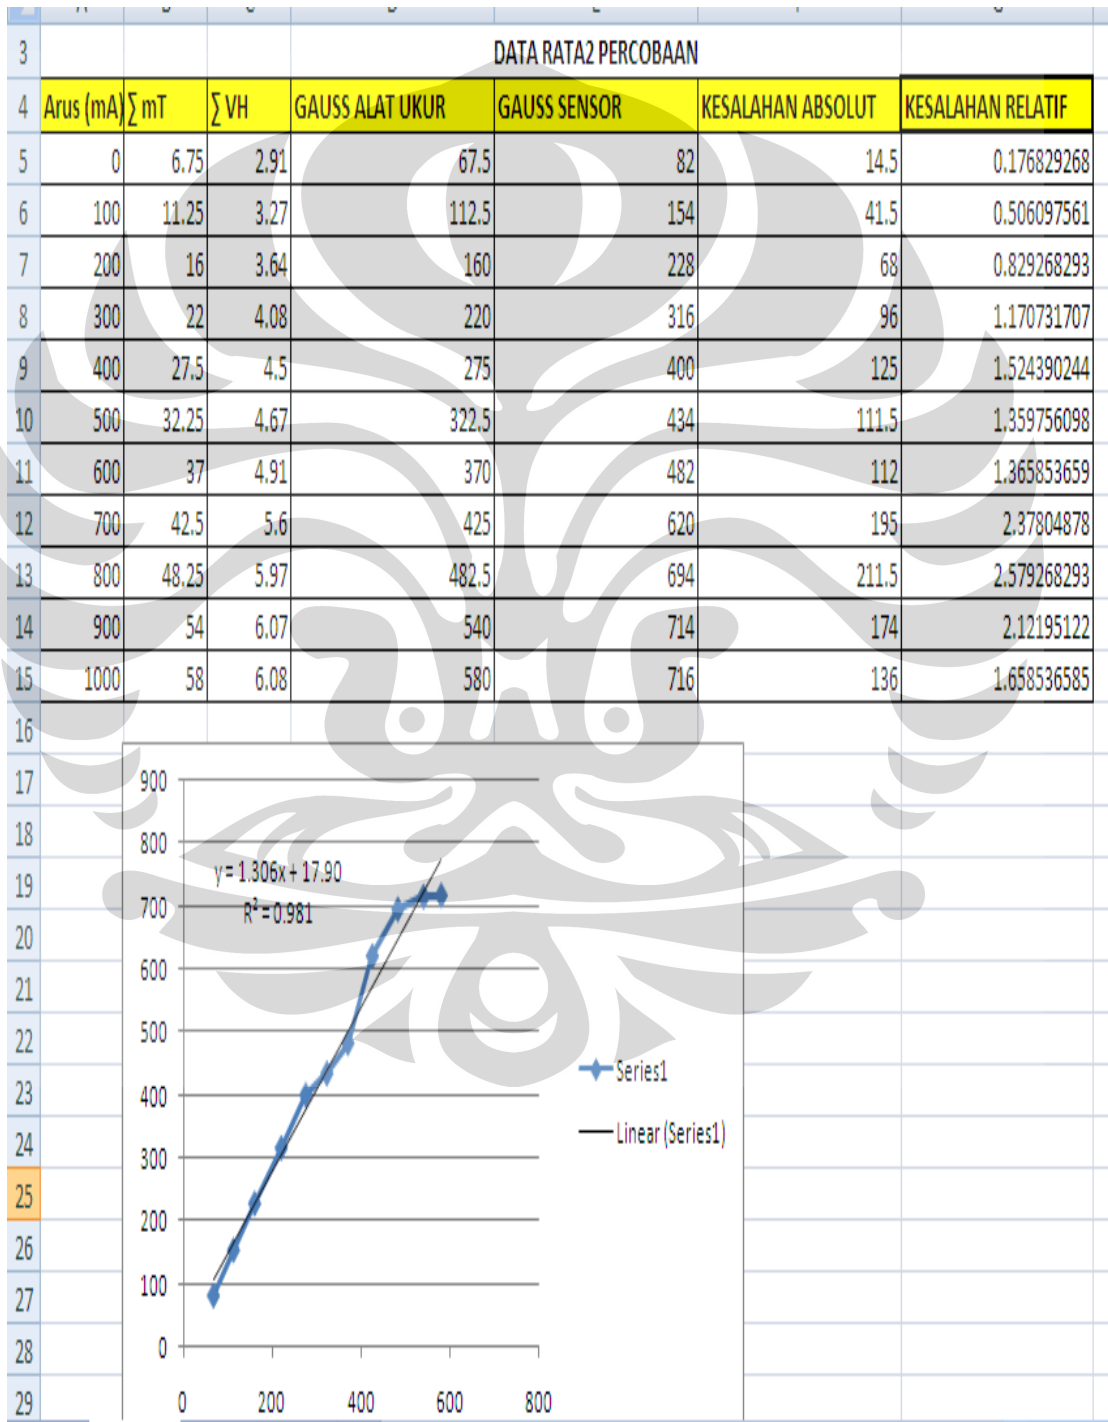 3 DATA RATA2 PERCOBAAN
4 Arus (mA) ∑ mT ∑ VH GAUSS ALAT UKUR GAUSS SENSOR KESALAHAN ABSOLUT KESALAHAN RELATIF
5 0 6.75 2.91 67.5 82 14.5 0.176829268
6 100 11.25 3.27 112.5 154 41.5 0.506097561
7 200 16 3.64 160 228 68 0.829268293
8 300 22 4.08 220 316 96 1.170731707
9 400 27.5 4.5 275 400 125 1.524390244
10 500 32.25 4.67 322.5 434 111.5 1.359756098
11 600 37 4.91 370 482 112 1.365853659
12 700 42.5 5.6 425 620 195 2.37804878
13 800 48.25 5.97 482.5 694 211.5 2.579268293
14 900 54 6.07 540 714 174 2.12195122
15 1000 58 6.08 580 716 136 1.658536585
16
17
18
19
20
21
22
23
24
25
26
27
28
29
900
800
700
600
500
400
300
200
100
0
y = 1.306x + 17.90
R² = 0.981
Series1
Linear (Series1)
0 200 400 600 800